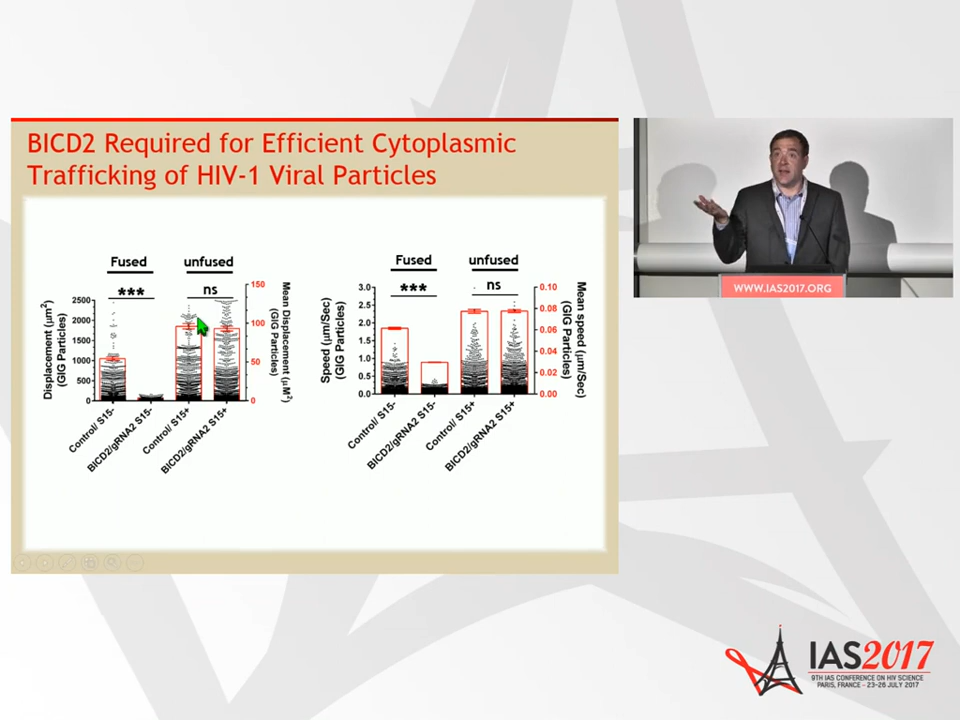 BICD2 Required for Efficient Cytoplasmic
Trafficking of HIV-1 Viral Particles
Fused
unfused
***
ns
Displacement (µm²)
(GIG Particles)
2500
2000
1500
1000
500
0
150
100
50
0
Mean Displacement (µM²)
(GIG Particles)
Control/ S15-
BICD2/gRNA2 S15-
Control/ S15+
BICD2/gRNA2 S15+
Fused
unfused
***
ns
Speed (µm/Sec)
(GIG Particles)
3.0
2.5
2.0
1.5
1.0
0.5
0.0
0.10
0.08
0.06
0.04
0.02
0.00
Mean speed (µm/Sec)
(GIG Particles)
Control/ S15-
BICD2/gRNA2 S15-
Control/ S15+
BICD2/gRNA2 S15+
WWW.IAS2017.ORG
IAS2017
9TH IAS CONFERENCE ON HIV SCIENCE
PARIS, FRANCE - 23-26 JULY 2017